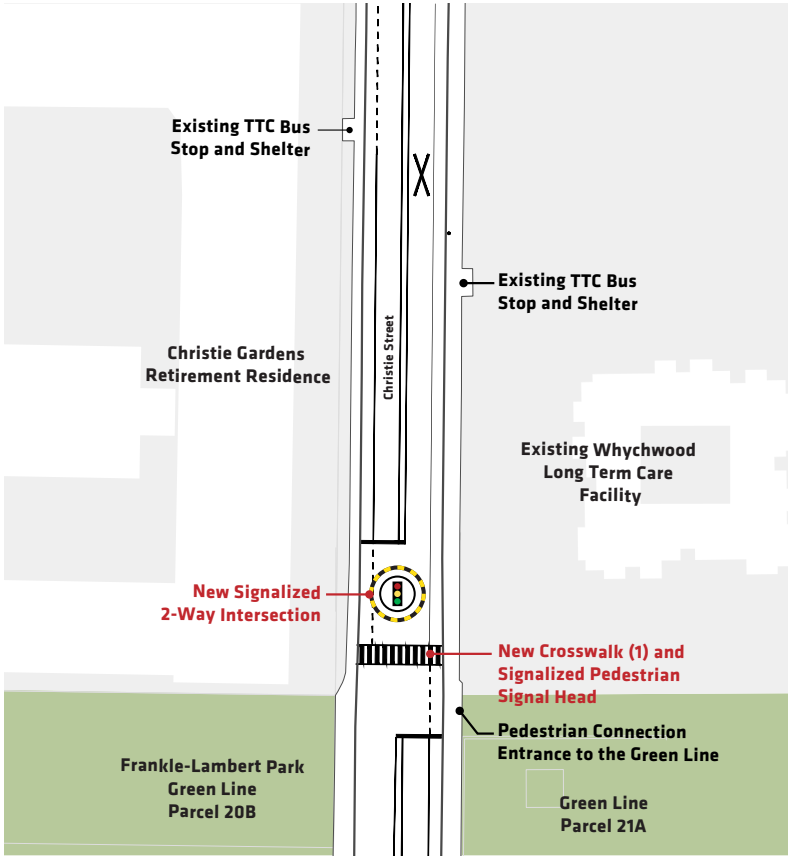 Existing TTC Bus
Stop and Shelter
Existing TTC Bus
Stop and Shelter
Christie Street
Christie Gardens
Retirement Residence
Existing Whychwood
Long Term Care
Facility
New Signalized
2-Way Intersection
New Crosswalk (1) and
Signalized Pedestrian
Signal Head
Pedestrian Connection
Entrance to the Green Line
Frankle-Lambert Park
Green Line
Parcel 20B
Green Line
Parcel 21A